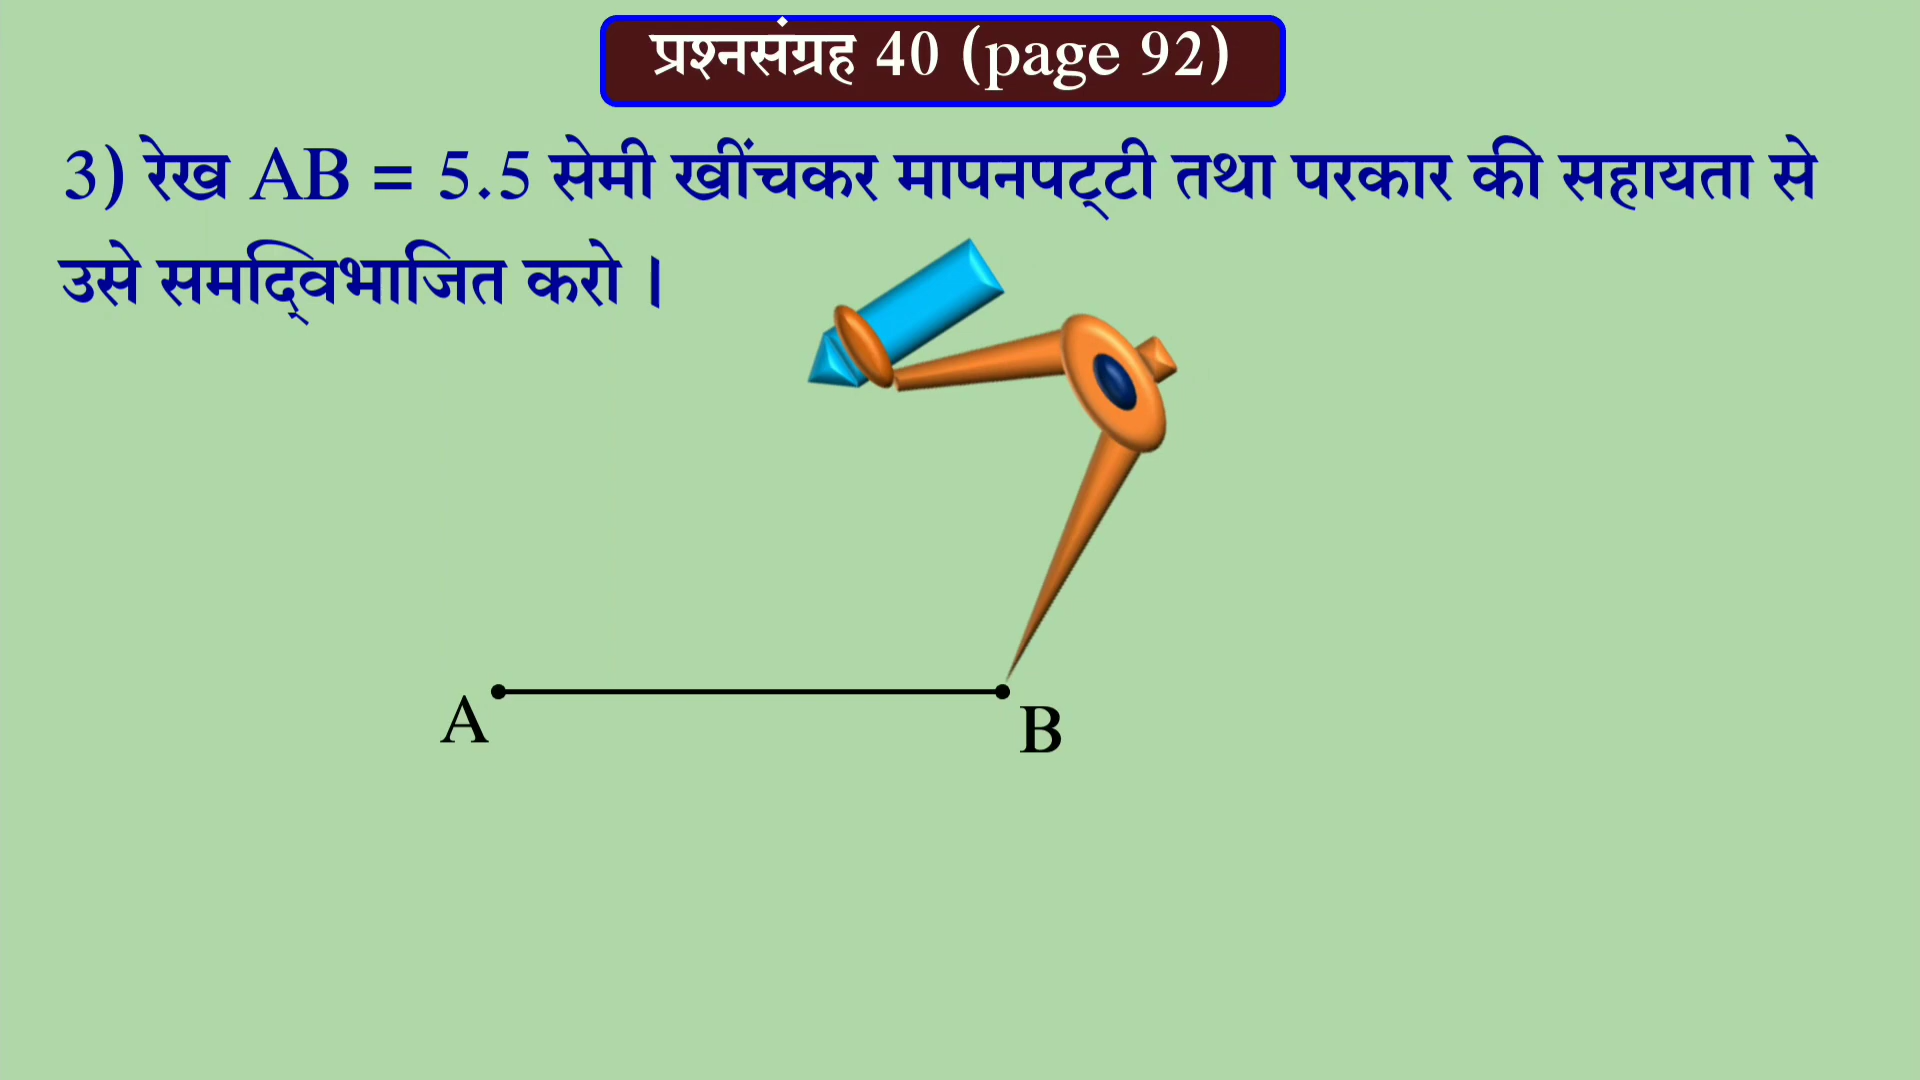 प्रश्नसंग्रह 40 (page 92)
3) रेख AB = 5.5 सेमी खींचकर मापनपट्‌टी तथा परकार की सहायता से
उसे समद्‌विभाजित करो ।
A
B